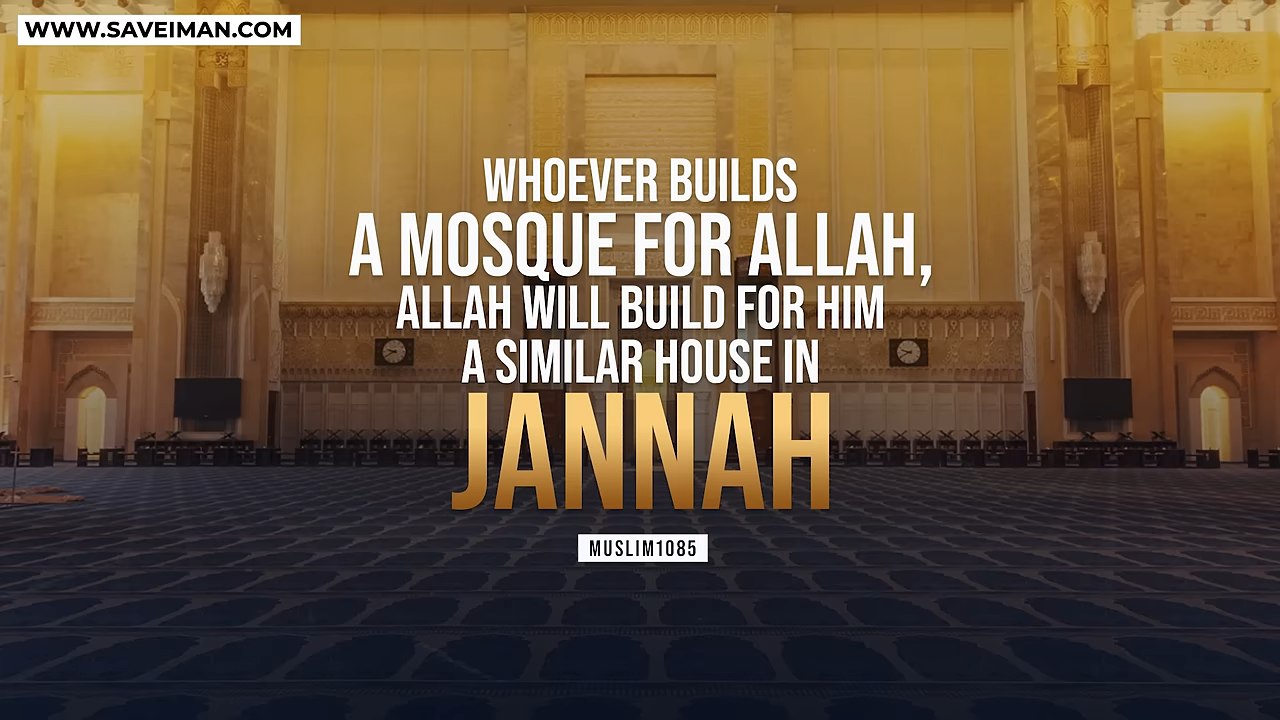 WWW.SAVEIMAN.COM
WHOEVER BUILDS
A MOSQUE FOR ALLAH,
ALLAH WILL BUILD FOR HIM
A SIMILAR HOUSE IN
JANNAH
MUSLIM1085